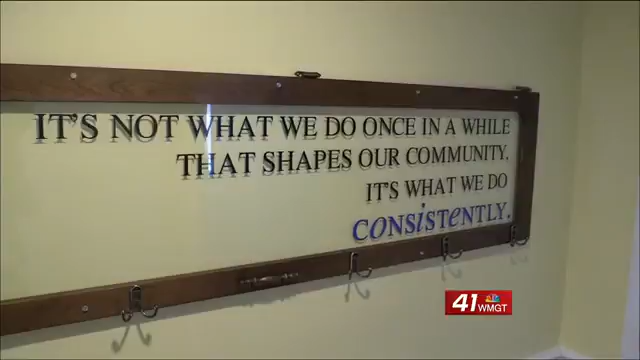 IT'S NOT WHAT WE DO ONCE IN A WHILE
THAT SHAPES OUR COMMUNITY,
IT'S WHAT WE DO
CONSiSTeNTLY.
41
WMGT